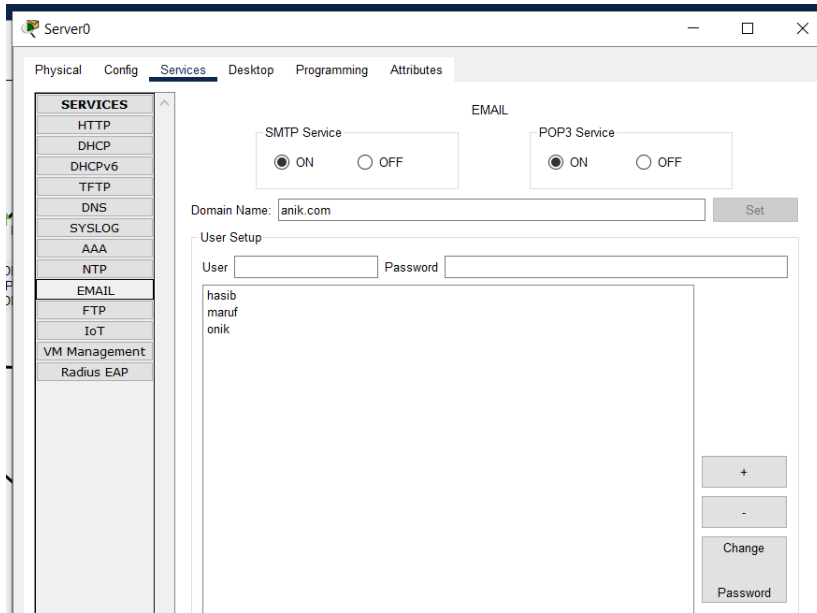 Server0
Physical Config Services Desktop Programming Attributes
SERVICES
HTTP
DHCP
DHCPv6
TFTP
DNS
SYSLOG
AAA
NTP
EMAIL
FTP
IoT
VM Management
Radius EAP
EMAIL
SMTP Service
ON OFF
POP3 Service
ON OFF
Domain Name: anik.com Set
User Setup
User Password
hasib
maruf
onik
+
-
Change
Password